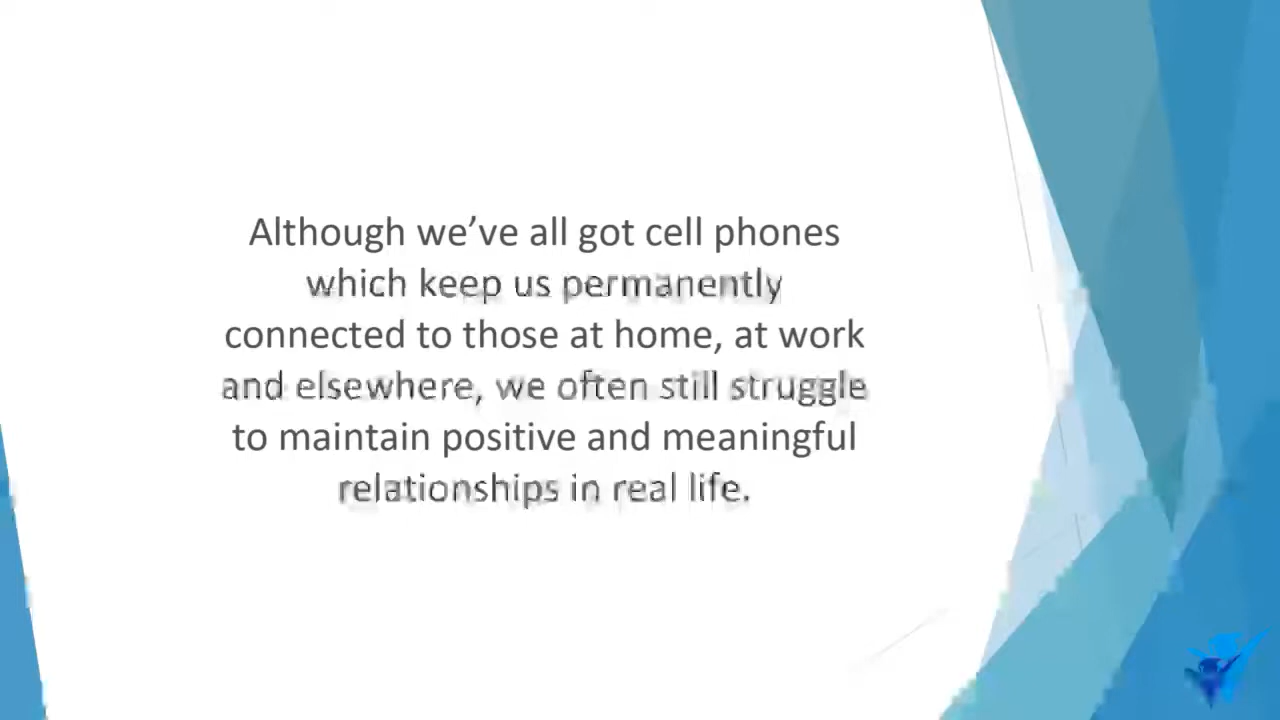 Although we’ve all got cell phones
which keep us permanently
connected to those at home, at work
and elsewhere, we often still struggle
to maintain positive and meaningful
relationships in real life.